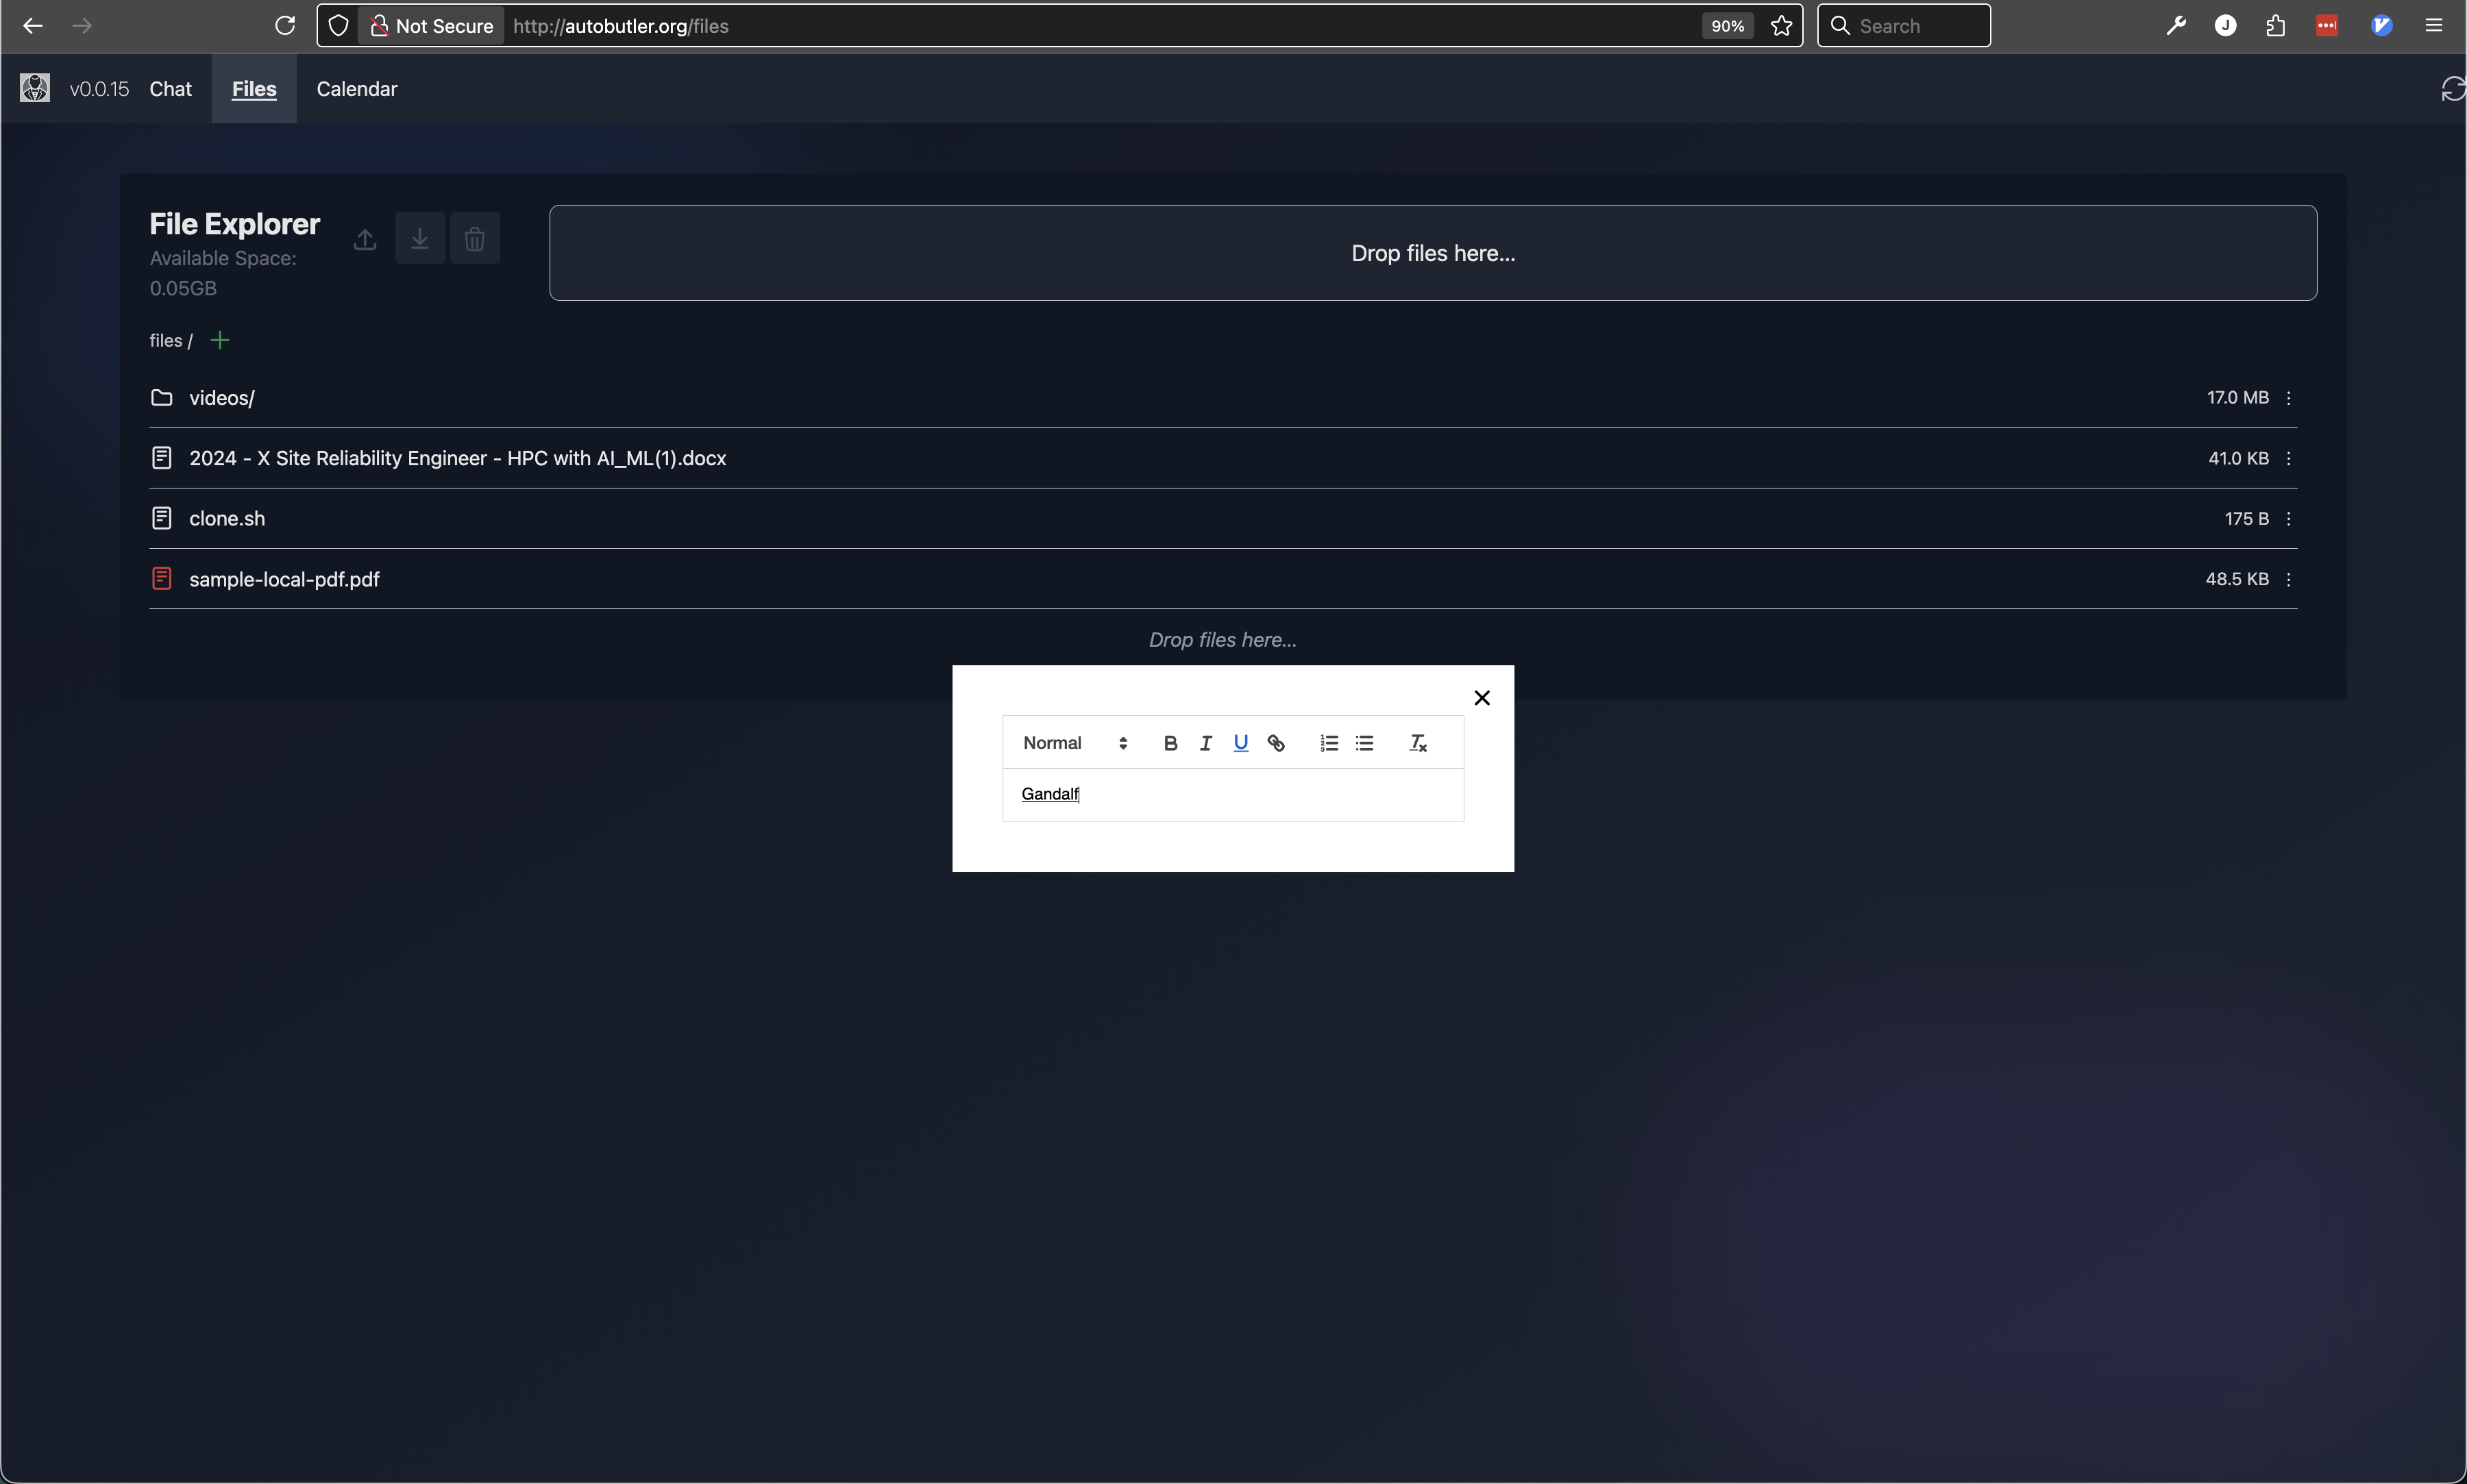 Not Secure http://autobutler.org/files 90% Search
v0.0.15 Chat Files Calendar
File Explorer
Available Space:
0.05GB
Drop files here...
files / +
videos/ 17.0 MB
2024 - X Site Reliability Engineer - HPC with AI_ML(1).docx 41.0 KB
clone.sh 175 B
sample-local-pdf.pdf 48.5 KB
Drop files here...
Normal B I U
Gandalf